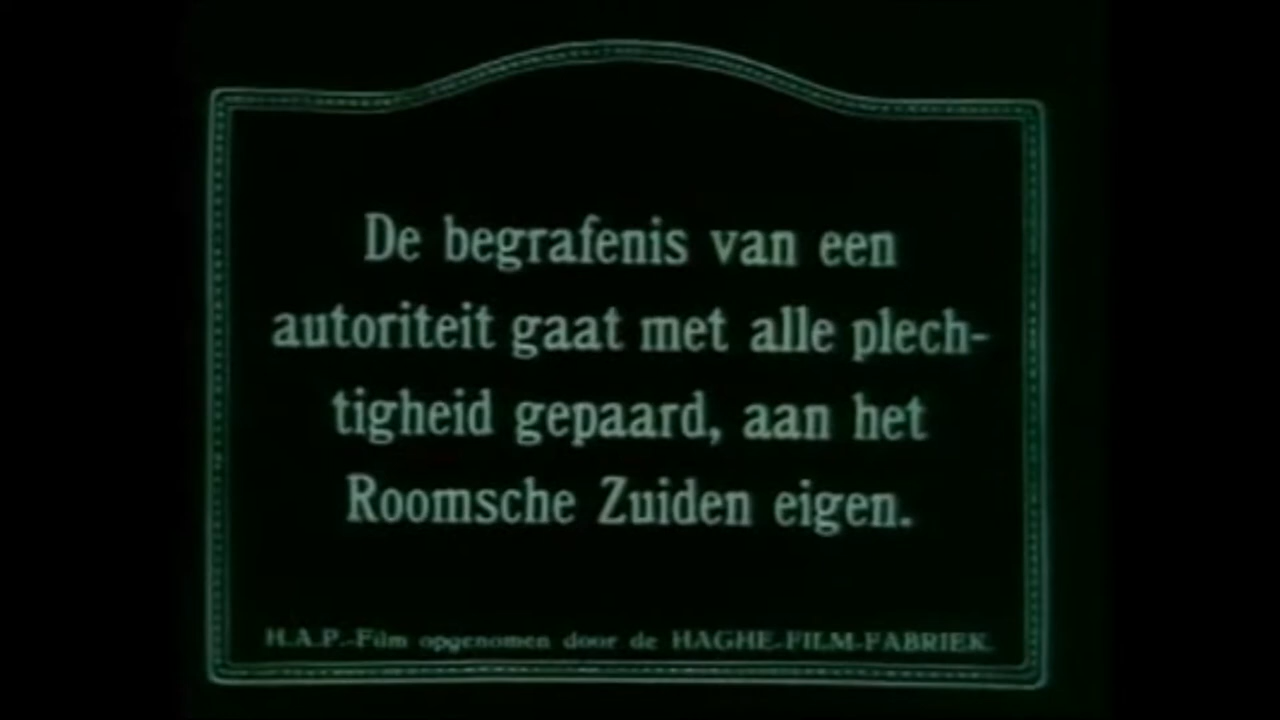 De begrafenis van een
autoriteit gaat met alle plech-
tigheid gepaard, aan het
Roomsche Zuiden eigen.
H.A.P.-Film opgenomen door de HAGHE-FILM-FABRIEK.